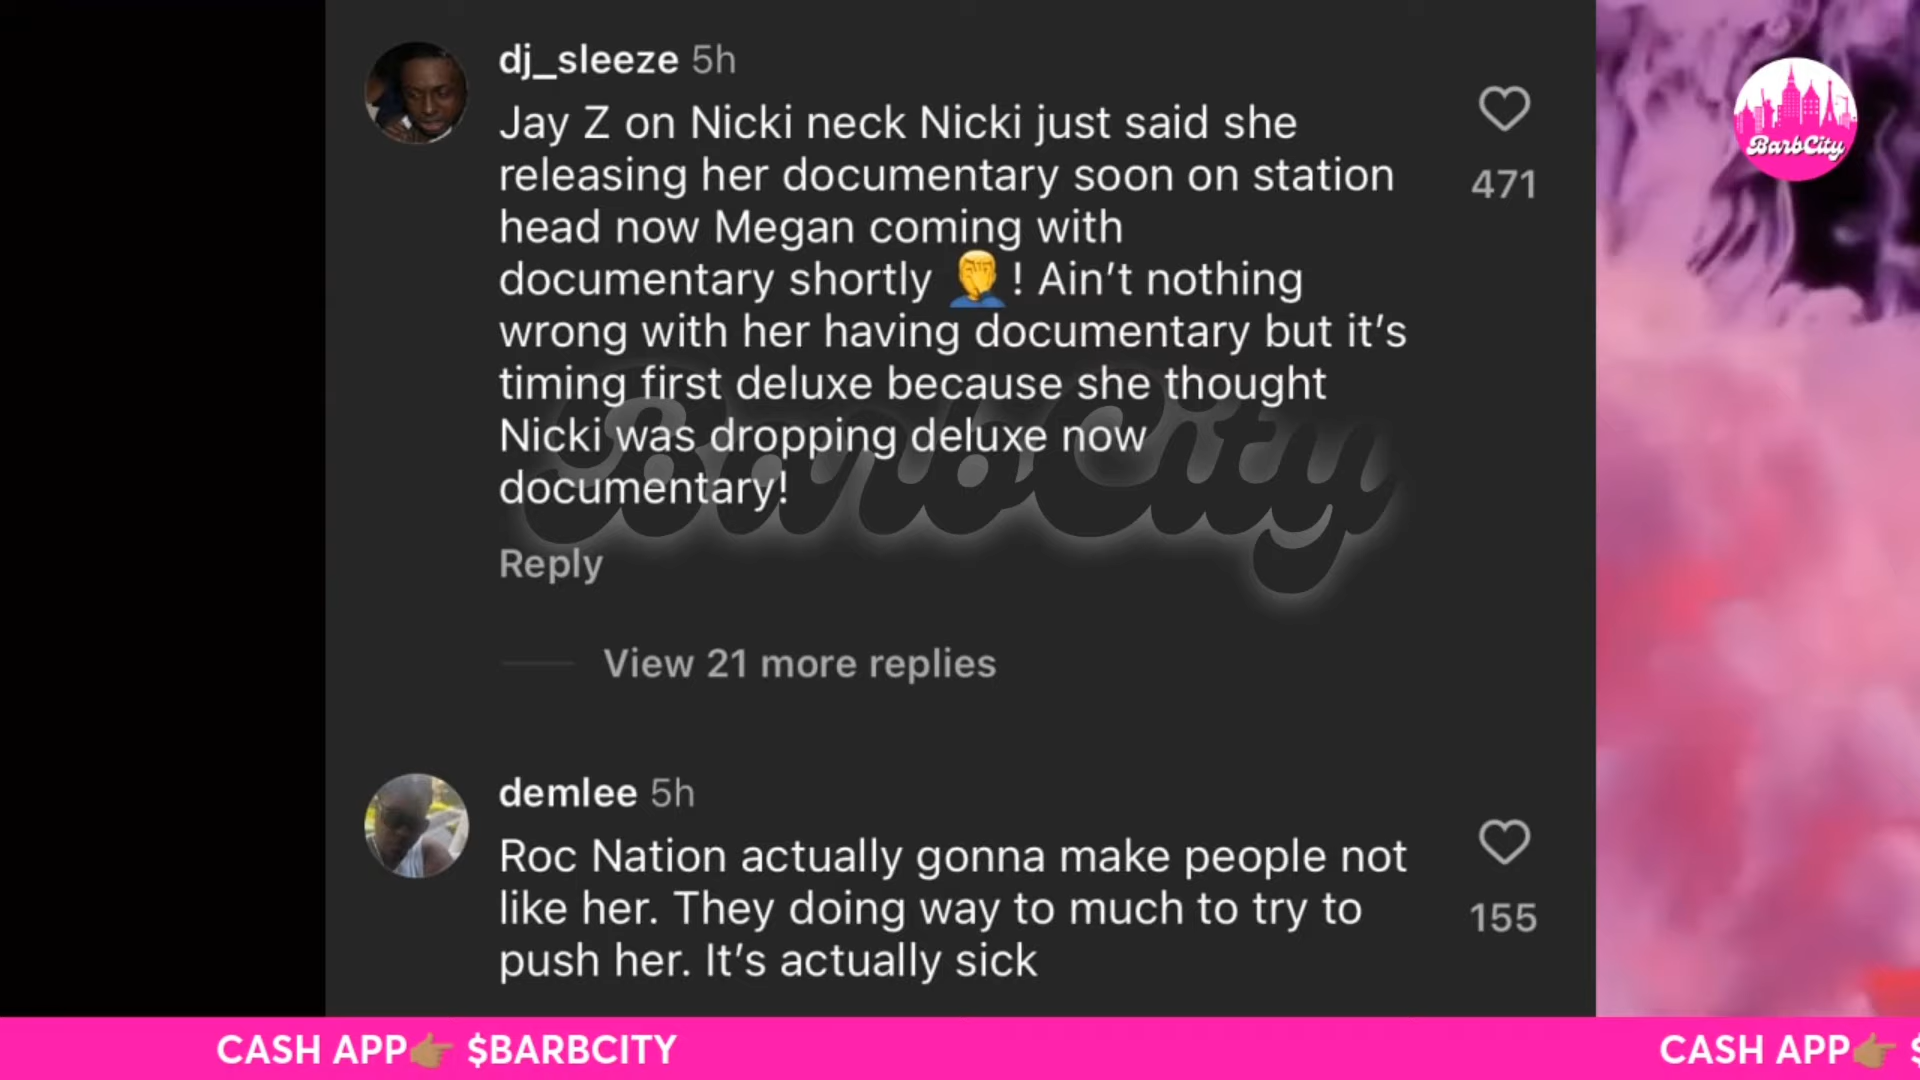 dj_sleeze 5h
Jay Z on Nicki neck Nicki just said she
releasing her documentary soon on station
head now Megan coming with
documentary shortly 🤦‍♂️! Ain’t nothing
wrong with her having documentary but it’s
timing first deluxe because she thought
Nicki was dropping deluxe now
documentary!
471
BarbCity
Reply
View 21 more replies
demlee 5h
Roc Nation actually gonna make people not
like her. They doing way to much to try to
push her. It’s actually sick
155
BarbCity
CASH APP👉🏽 $BARBCITY
CASH APP👉🏽 $